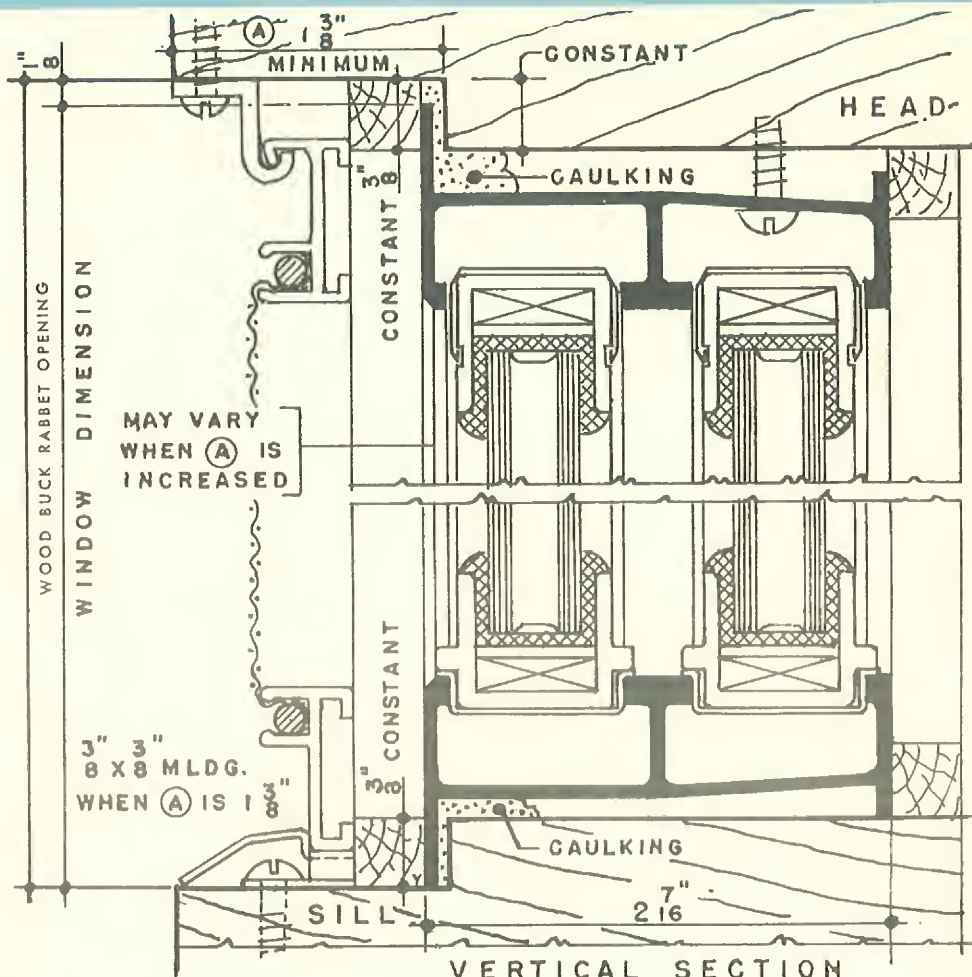 Ⓐ 1 3/8"
MINIMUM
1/8"
CONSTANT
HEAD
3/8"
CONSTANT
CAULKING
WOOD BUCK RABBET OPENING
WINDOW DIMENSION
MAY VARY
WHEN Ⓐ IS
INCREASED
3/8" X 3/8" MLDG.
WHEN Ⓐ IS 1 3/8"
3/8" CONSTANT
CAULKING
SILL
2 7/16"
VERTICAL SECTION